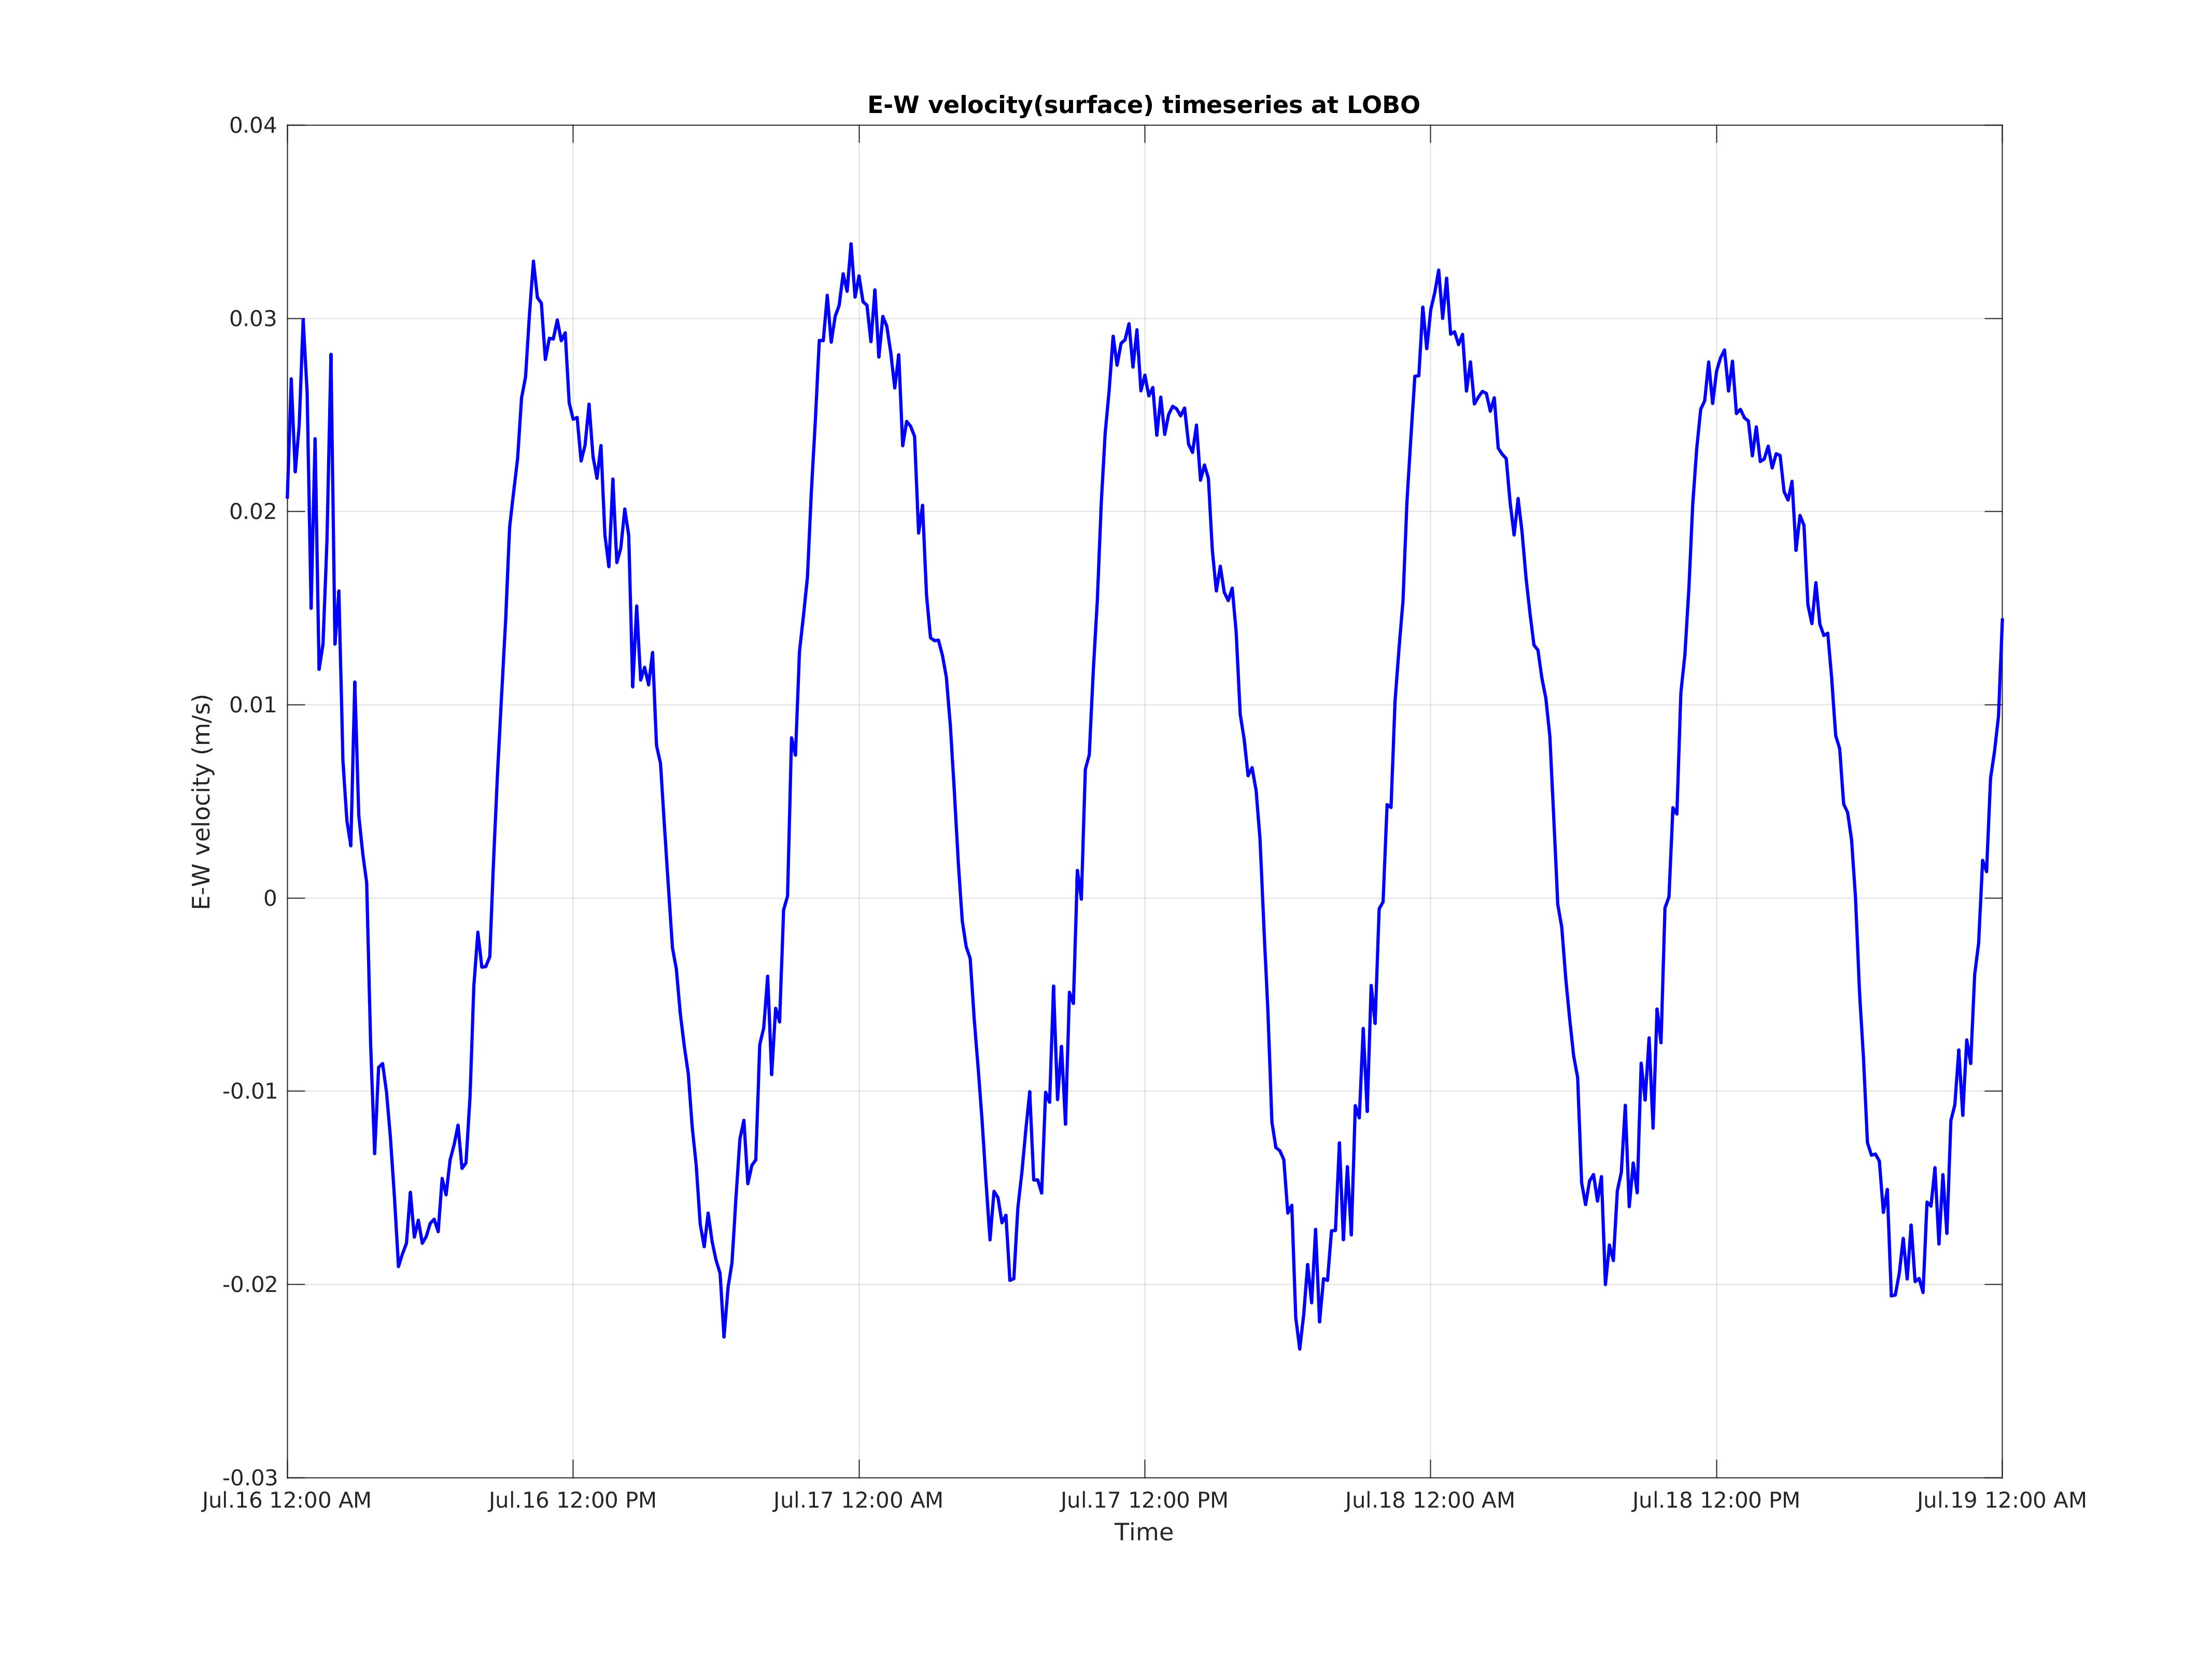 E-W velocity(surface) timeseries at LOBO
0.04
0.03
0.02
0.01
0
-0.01
-0.02
-0.03
E-W velocity (m/s)
Jul.16 12:00 AM
Jul.16 12:00 PM
Jul.17 12:00 AM
Jul.17 12:00 PM
Jul.18 12:00 AM
Jul.18 12:00 PM
Jul.19 12:00 AM
Time